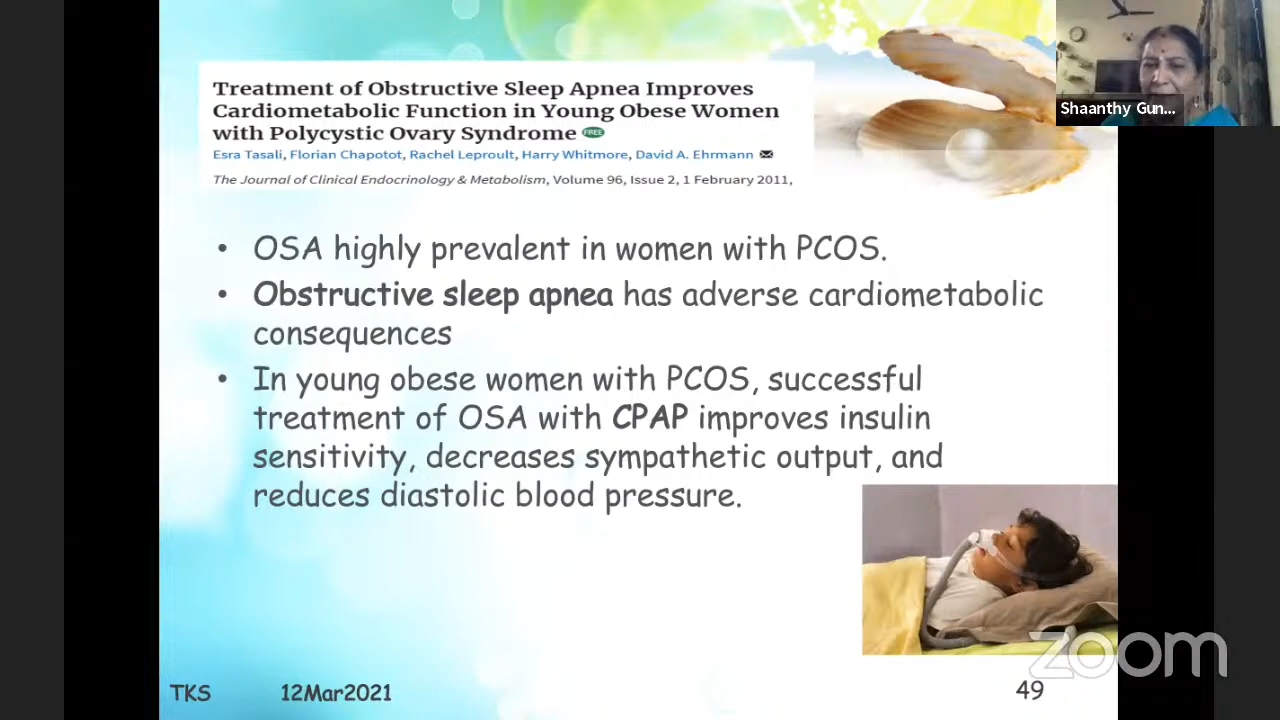 Treatment of Obstructive Sleep Apnea Improves
Cardiometabolic Function in Young Obese Women
with Polycystic Ovary Syndrome FREE
Esra Tasali, Florian Chapotot, Rachel Leproult, Harry Whitmore, David A. Ehrmann
The Journal of Clinical Endocrinology & Metabolism, Volume 96, Issue 2, 1 February 2011,
Shaanthy Gun...
• OSA highly prevalent in women with PCOS.
• Obstructive sleep apnea has adverse cardiometabolic
consequences
• In young obese women with PCOS, successful
treatment of OSA with CPAP improves insulin
sensitivity, decreases sympathetic output, and
reduces diastolic blood pressure.
zoom
TKS 12Mar2021 49